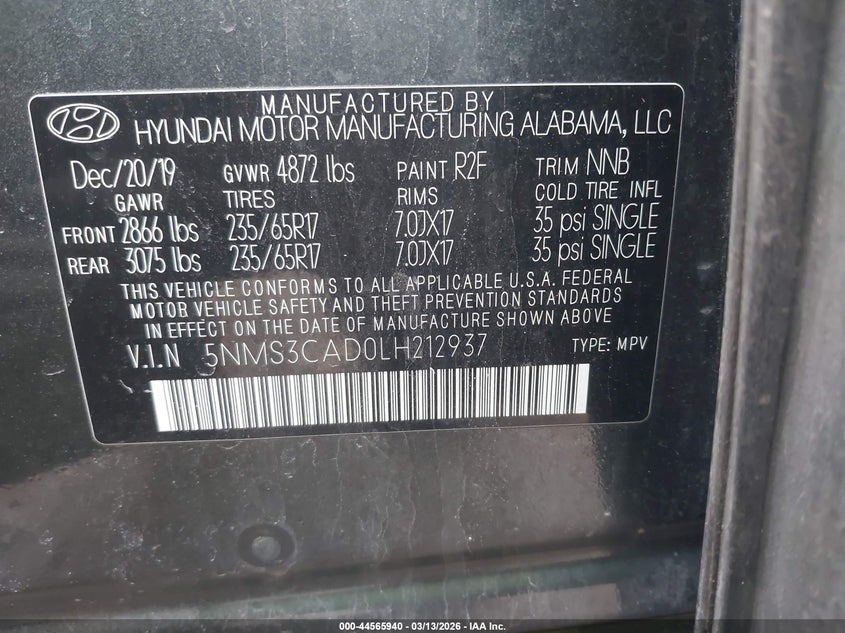 MANUFACTURED BY
HYUNDAI MOTOR MANUFACTURING ALABAMA, LLC
Dec/20/19 GVWR 4872 lbs PAINT R2F TRIM NNB
GAWR TIRES RIMS COLD TIRE INFL
FRONT 2866 lbs 235/65R17 7.0JX17 35 psi SINGLE
REAR 3075 lbs 235/65R17 7.0JX17 35 psi SINGLE
THIS VEHICLE CONFORMS TO ALL APPLICABLE U.S.A. FEDERAL
MOTOR VEHICLE SAFETY AND THEFT PREVENTION STANDARDS
IN EFFECT ON THE DATE OF MANUFACTURE SHOWN ABOVE
V.I.N 5NMS3CAD0LH212937 TYPE: MPV
000-44565940 - 03/13/2026 - IAA Inc.